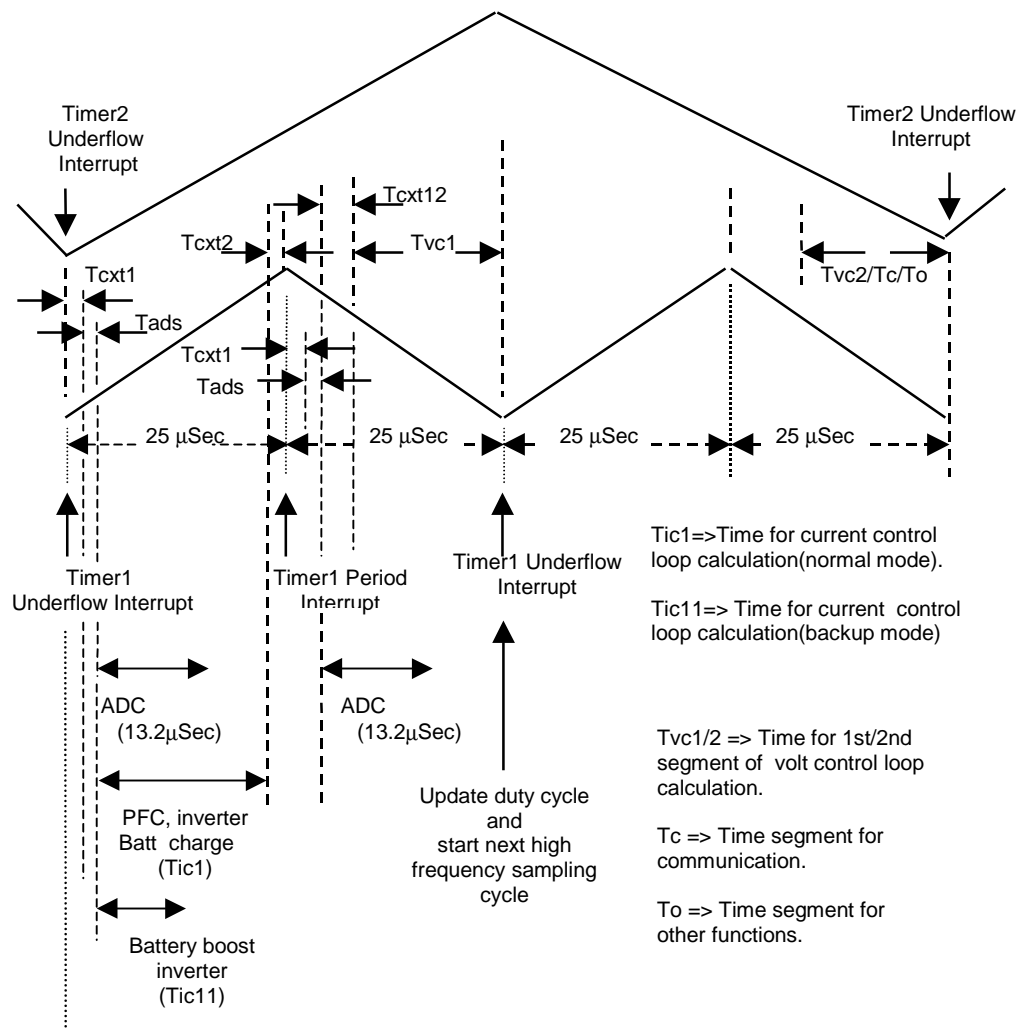 Timer2
Underflow
Interrupt
Timer2 Underflow
Interrupt
Tcxt12
Tcxt2
Tvc1
Tvc2/Tc/To
Tcxt1
Tads
Tcxt1
Tads
25 μSec
25 μSec
25 μSec
25 μSec
Timer1
Underflow Interrupt
Timer1 Period
Interrupt
Timer1 Underflow
Interrupt
Tic1=>Time for current control
loop calculation(normal mode).
Tic11=> Time for current control
loop calculation(backup mode)
ADC
(13.2μSec)
ADC
(13.2μSec)
PFC, inverter
Batt charge
(Tic1)
Battery boost
inverter
(Tic11)
Update duty cycle
and
start next high
frequency sampling
cycle
Tvc1/2 => Time for 1st/2nd
segment of volt control loop
calculation.
Tc => Time segment for
communication.
To => Time segment for
other functions.